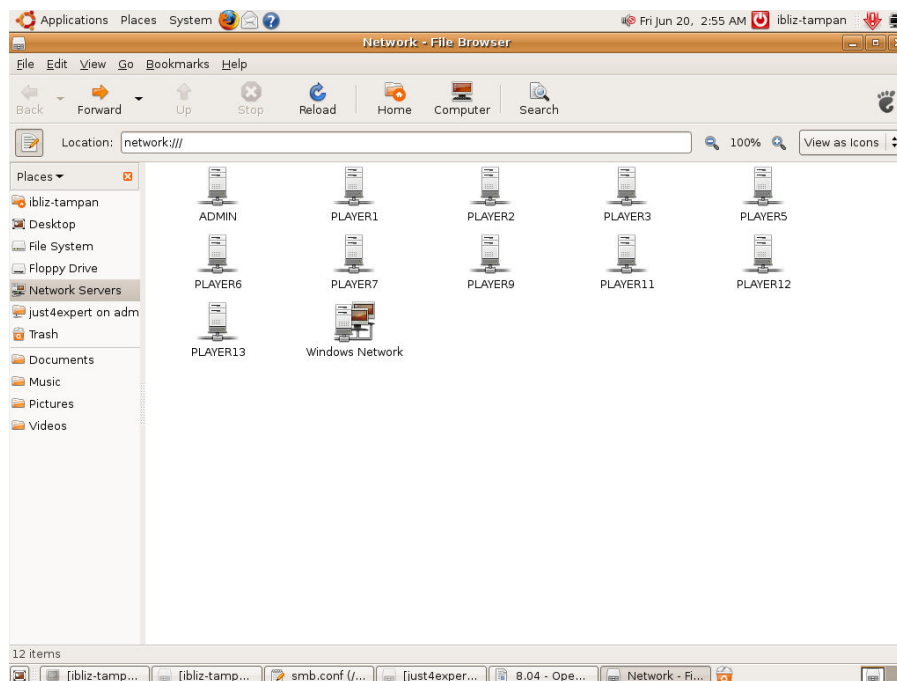 Applications Places System Fri Jun 20, 2:55 AM ibliz-tampan
Network - File Browser
File Edit View Go Bookmarks Help
Back Forward Up Stop Reload Home Computer Search
Location: network:/// 100% View as Icons
Places
ibliz-tampan
Desktop
File System
Floppy Drive
Network Servers
just4expert on adm
Trash
Documents
Music
Pictures
Videos
ADMIN PLAYER1 PLAYER2 PLAYER3 PLAYER5
PLAYER6 PLAYER7 PLAYER9 PLAYER11 PLAYER12
PLAYER13 Windows Network
12 items
[ibliz-tamp... [ibliz-tamp... smb.conf (/... [just4exper... 8.04 - Ope... Network - Fi...